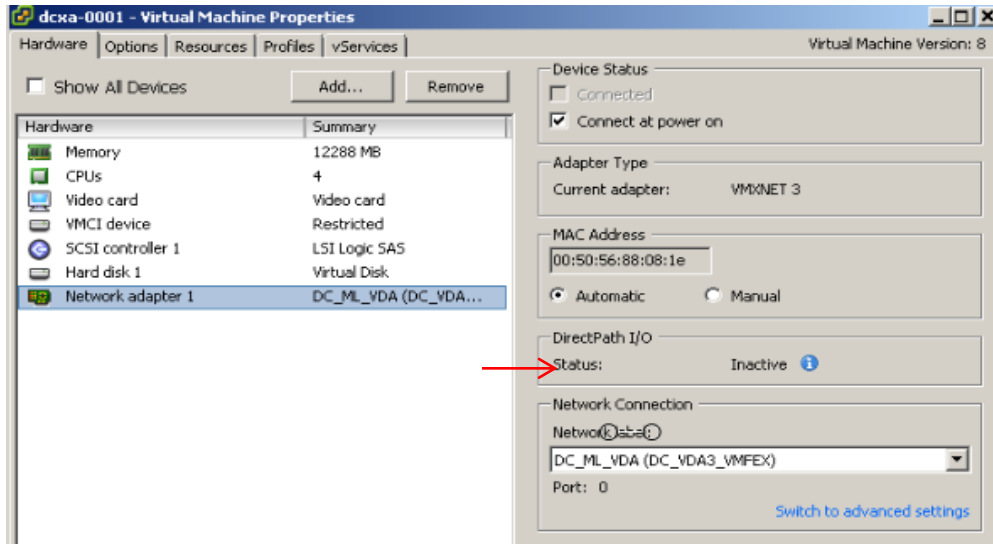 dcxa-0001 - Virtual Machine Properties
Hardware Options Resources Profiles vServices Virtual Machine Version: 8
Show All Devices Add... Remove
Hardware Summary
Memory 12288 MB
CPUs 4
Video card Video card
VMCI device Restricted
SCSI controller 1 LSI Logic SAS
Hard disk 1 Virtual Disk
Network adapter 1 DC_ML_VDA (DC_VDA...
Device Status
Connected
Connect at power on
Adapter Type
Current adapter: VMXNET 3
MAC Address
00:50:56:88:08:1e
Automatic Manual
DirectPath I/O
Status: Inactive
Network Connection
DC_ML_VDA (DC_VDA3_VMFEX)
Port: 0
Switch to advanced settings